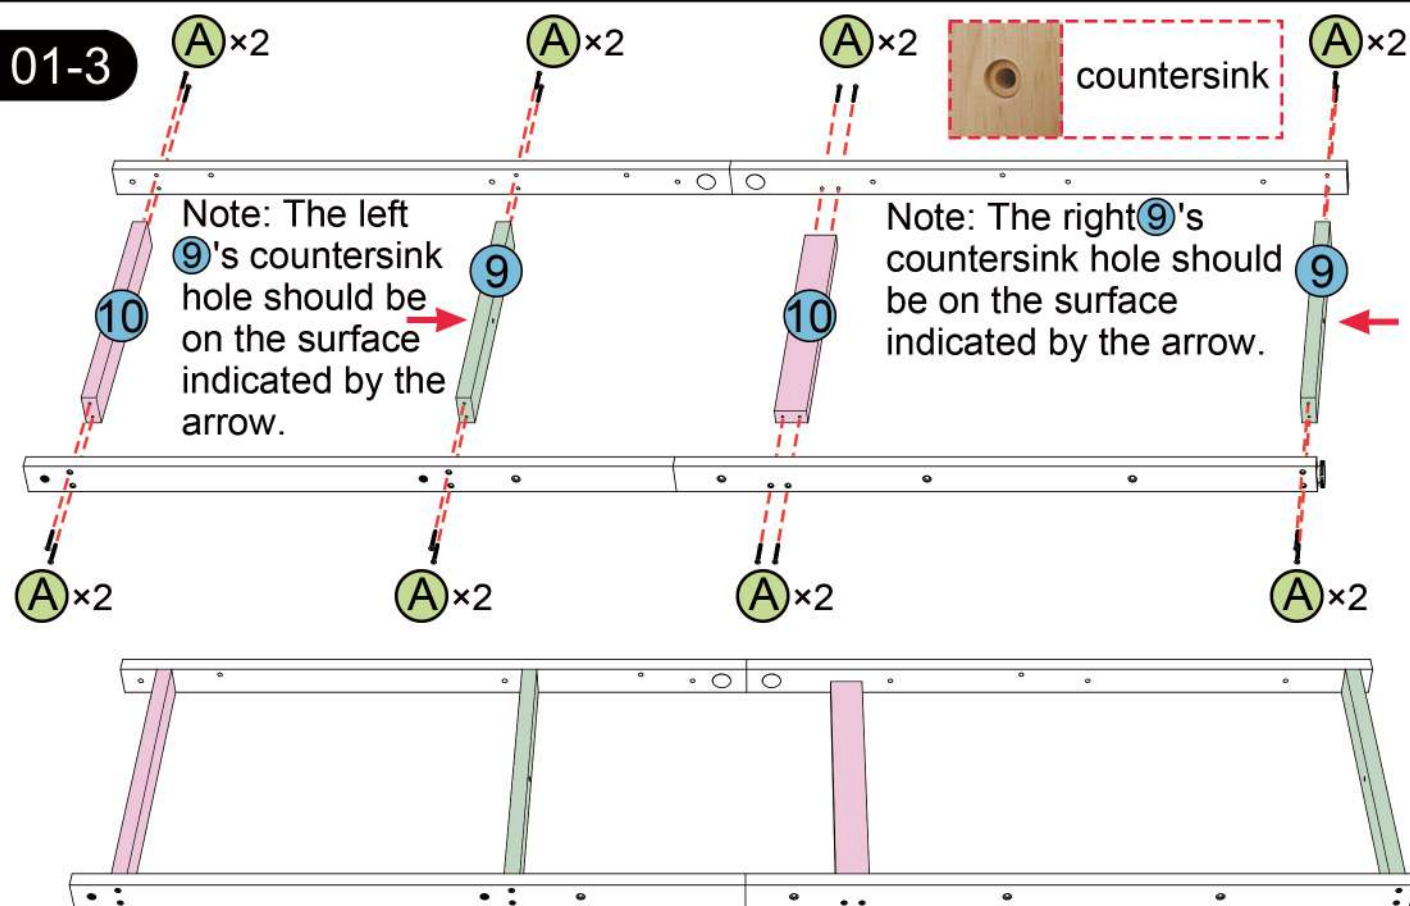 01-3
A×2
A×2
A×2
A×2
countersink
Note: The left
9's countersink
hole should be
on the surface
indicated by the
arrow.
10
9
Note: The right 9's
countersink hole should
be on the surface
indicated by the arrow.
10
9
A×2
A×2
A×2
A×2